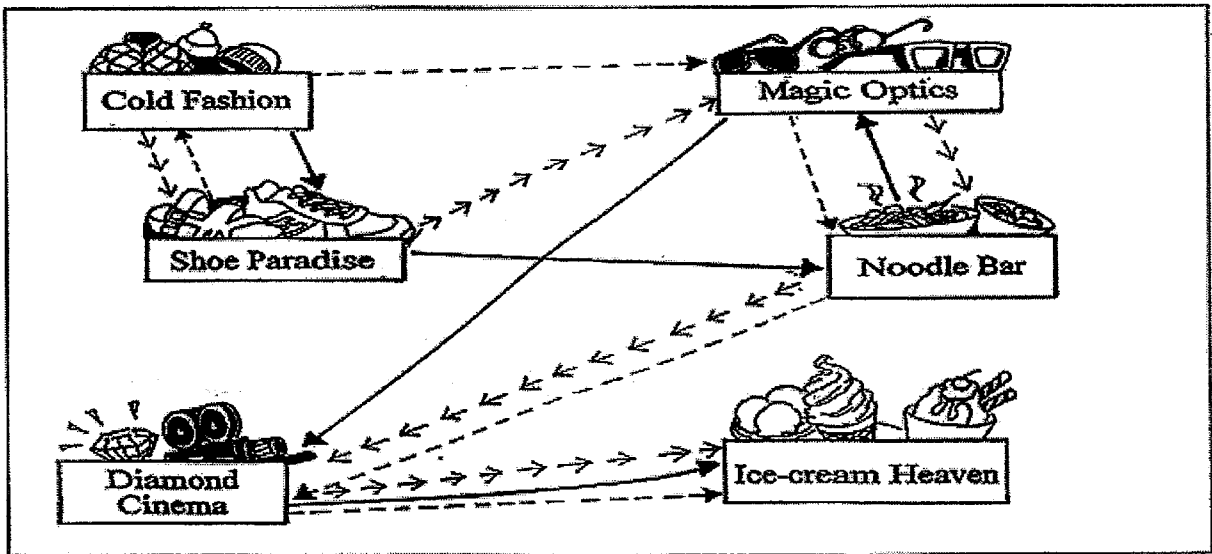 Cold Fashion
Magic Optics
Shoe Paradise
Noodle Bar
Diamond
Cinema
Ice-cream Heaven